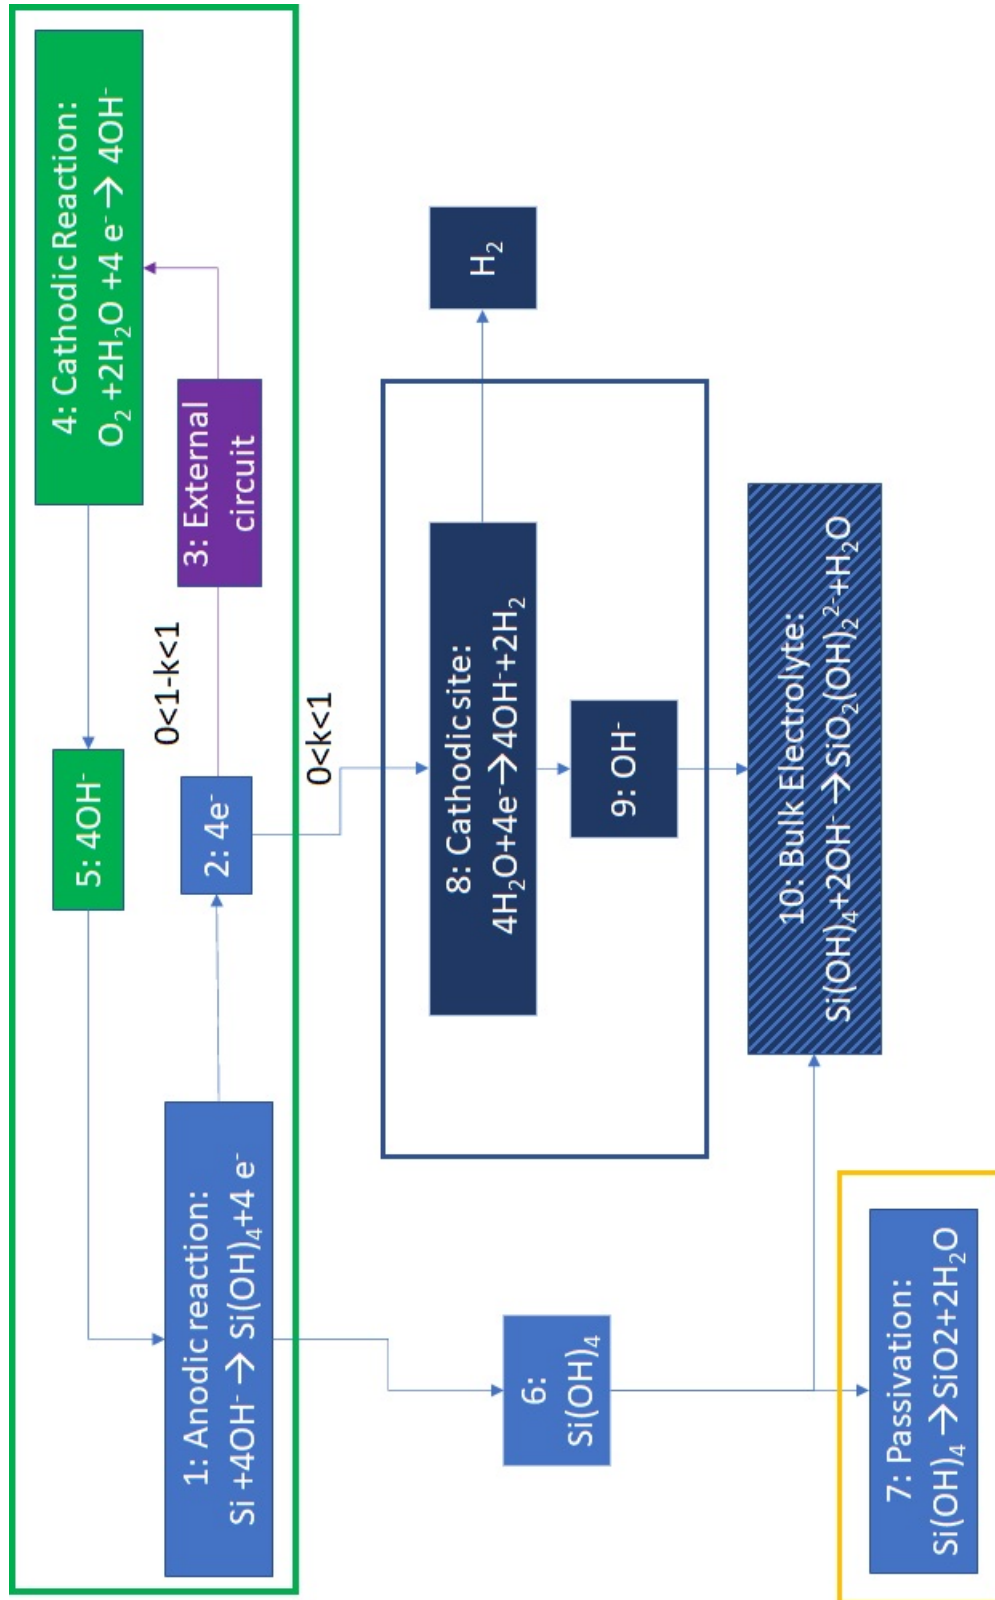 4: Cathodic Reaction:
O₂ +2H₂O +4 e⁻→ 4OH⁻
5: 4OH⁻
0<1-k<1
3: External
circuit
2: 4e⁻
1: Anodic reaction:
Si +4OH⁻ → Si(OH)₄+4 e⁻
0<k<1
8: Cathodic site:
4H₂O+4e⁻→4OH⁻+2H₂
H₂
9: OH⁻
6:
Si(OH)₄
10: Bulk Electrolyte:
Si(OH)₄+2OH⁻→SiO₂(OH)₂²⁻+H₂O
7: Passivation:
Si(OH)₄ →SiO2+2H₂O